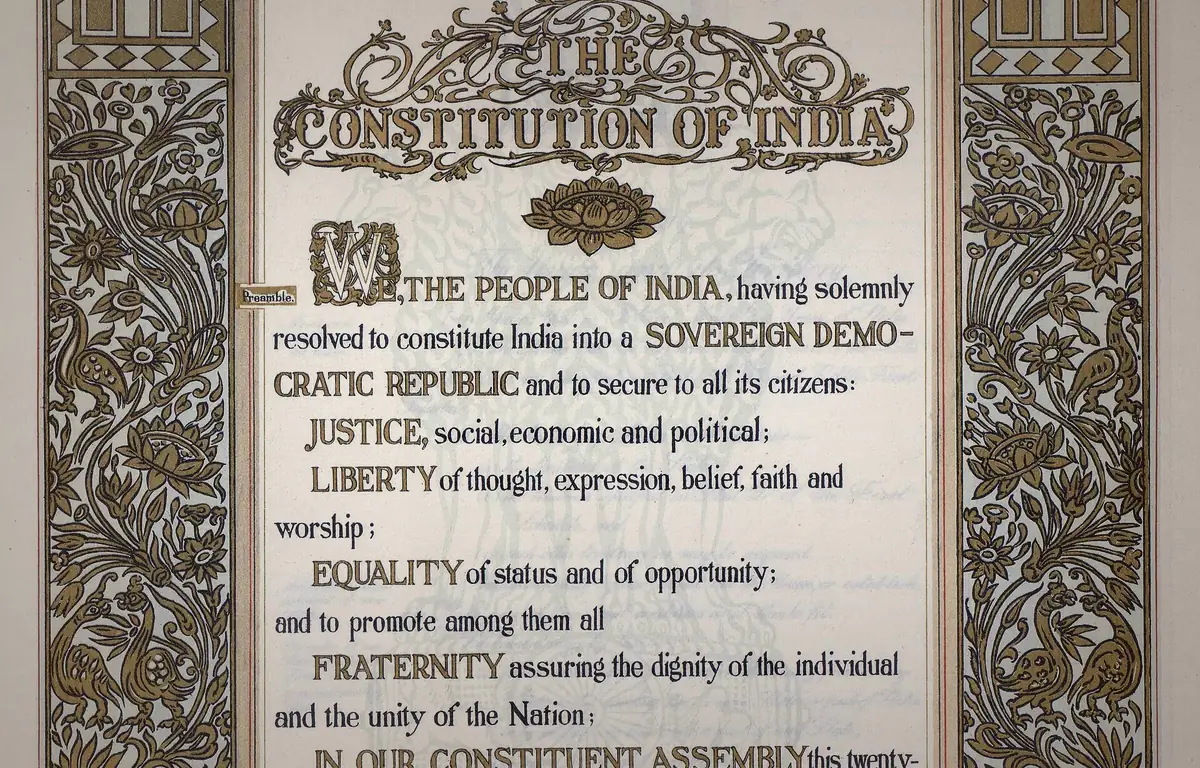 THE
CONSTITUTION OF INDIA
Preamble.
WE, THE PEOPLE OF INDIA, having solemnly
resolved to constitute India into a SOVEREIGN DEMO-
CRATIC REPUBLIC and to secure to all its citizens:
JUSTICE, social, economic and political;
LIBERTY of thought, expression, belief, faith and
worship;
EQUALITY of status and of opportunity;
and to promote among them all
FRATERNITY assuring the dignity of the individual
and the unity of the Nation;
IN OUR CONSTITUENT ASSEMBLY this twenty-